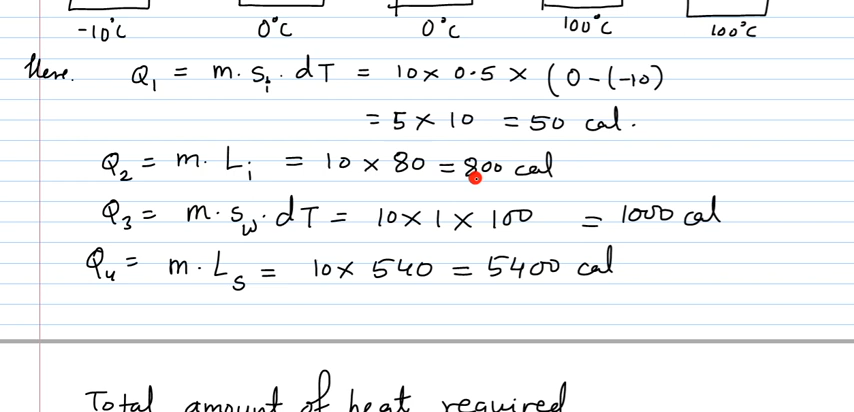 -10°C 0°C 0°C 100°C 100°C
Here. Q₁ = m. Sᵢ. dT = 10 × 0.5 × (0-(-10)
= 5 × 10 = 50 cal.
Q₂ = m. Lᵢ = 10 × 80 = 800 cal
Q₃ = m. S_w. dT = 10 × 1 × 100 = 1000 cal
Q₄ = m. L_s = 10 × 540 = 5400 cal
Total amount of heat required